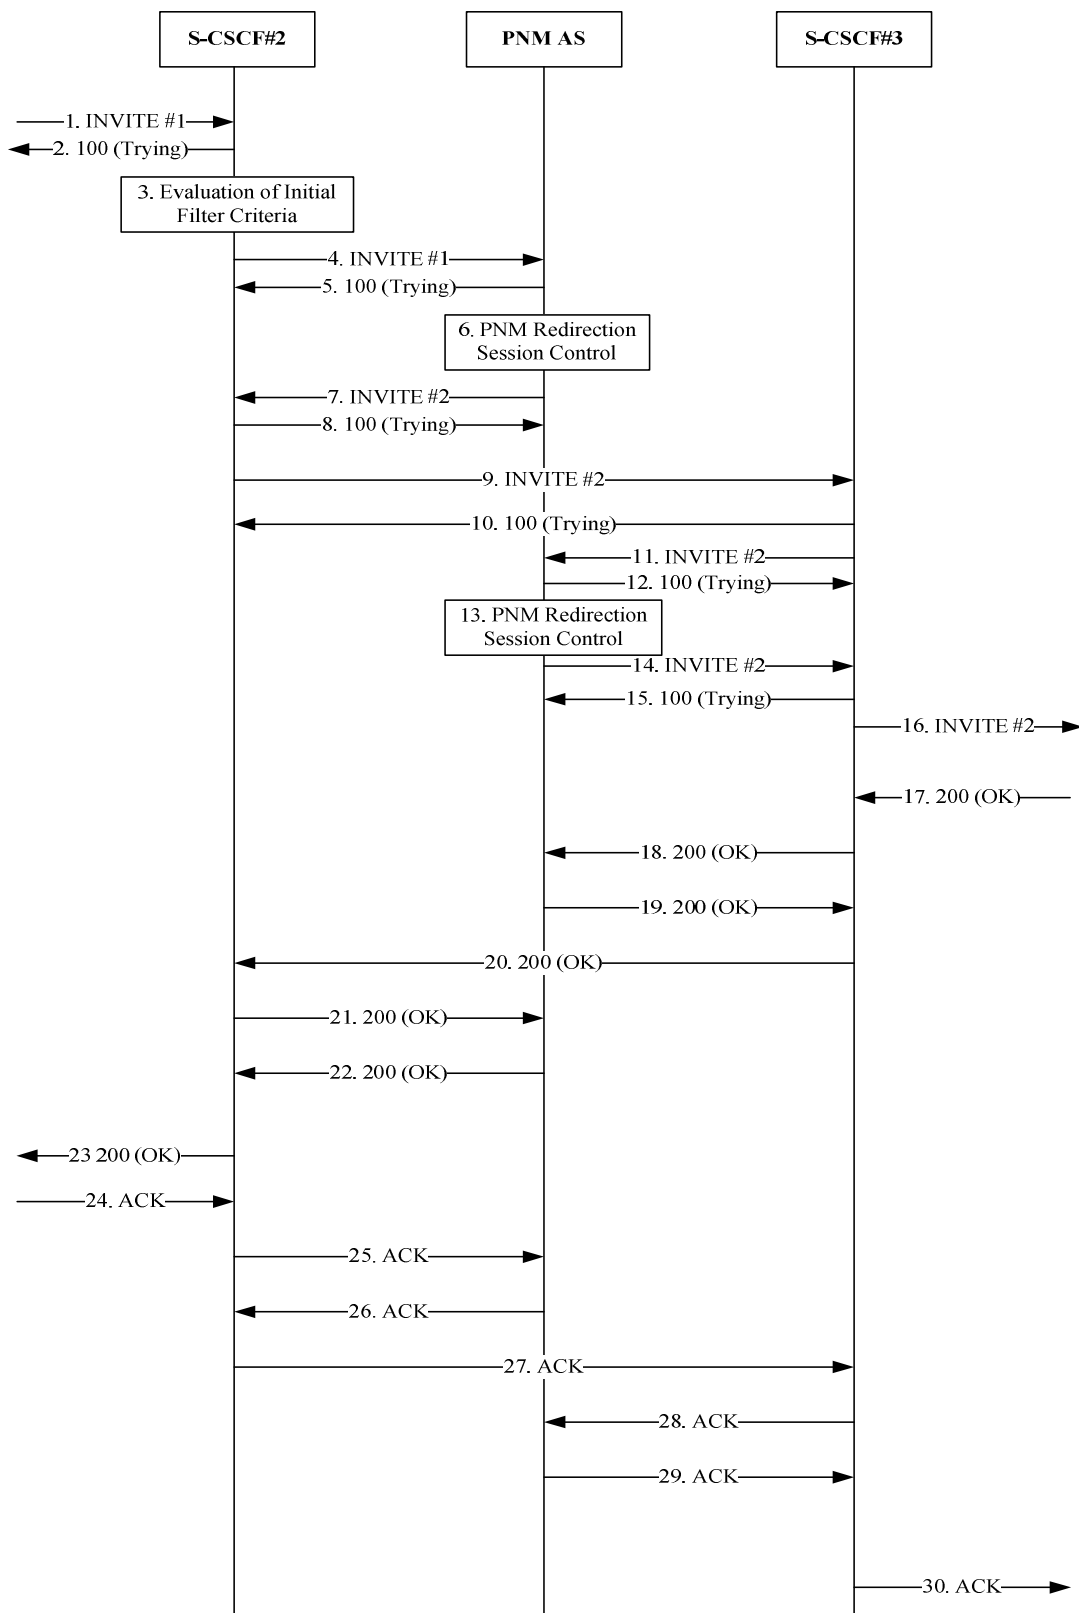 S-CSCF#2
PNM AS
S-CSCF#3
1. INVITE #1
2. 100 (Trying)
3. Evaluation of Initial
Filter Criteria
4. INVITE #1
5. 100 (Trying)
6. PNM Redirection
Session Control
7. INVITE #2
8. 100 (Trying)
9. INVITE #2
10. 100 (Trying)
11. INVITE #2
12. 100 (Trying)
13. PNM Redirection
Session Control
14. INVITE #2
15. 100 (Trying)
16. INVITE #2
17. 200 (OK)
18. 200 (OK)
19. 200 (OK)
20. 200 (OK)
21. 200 (OK)
22. 200 (OK)
23 200 (OK)
24. ACK
25. ACK
26. ACK
27. ACK
28. ACK
29. ACK
30. ACK